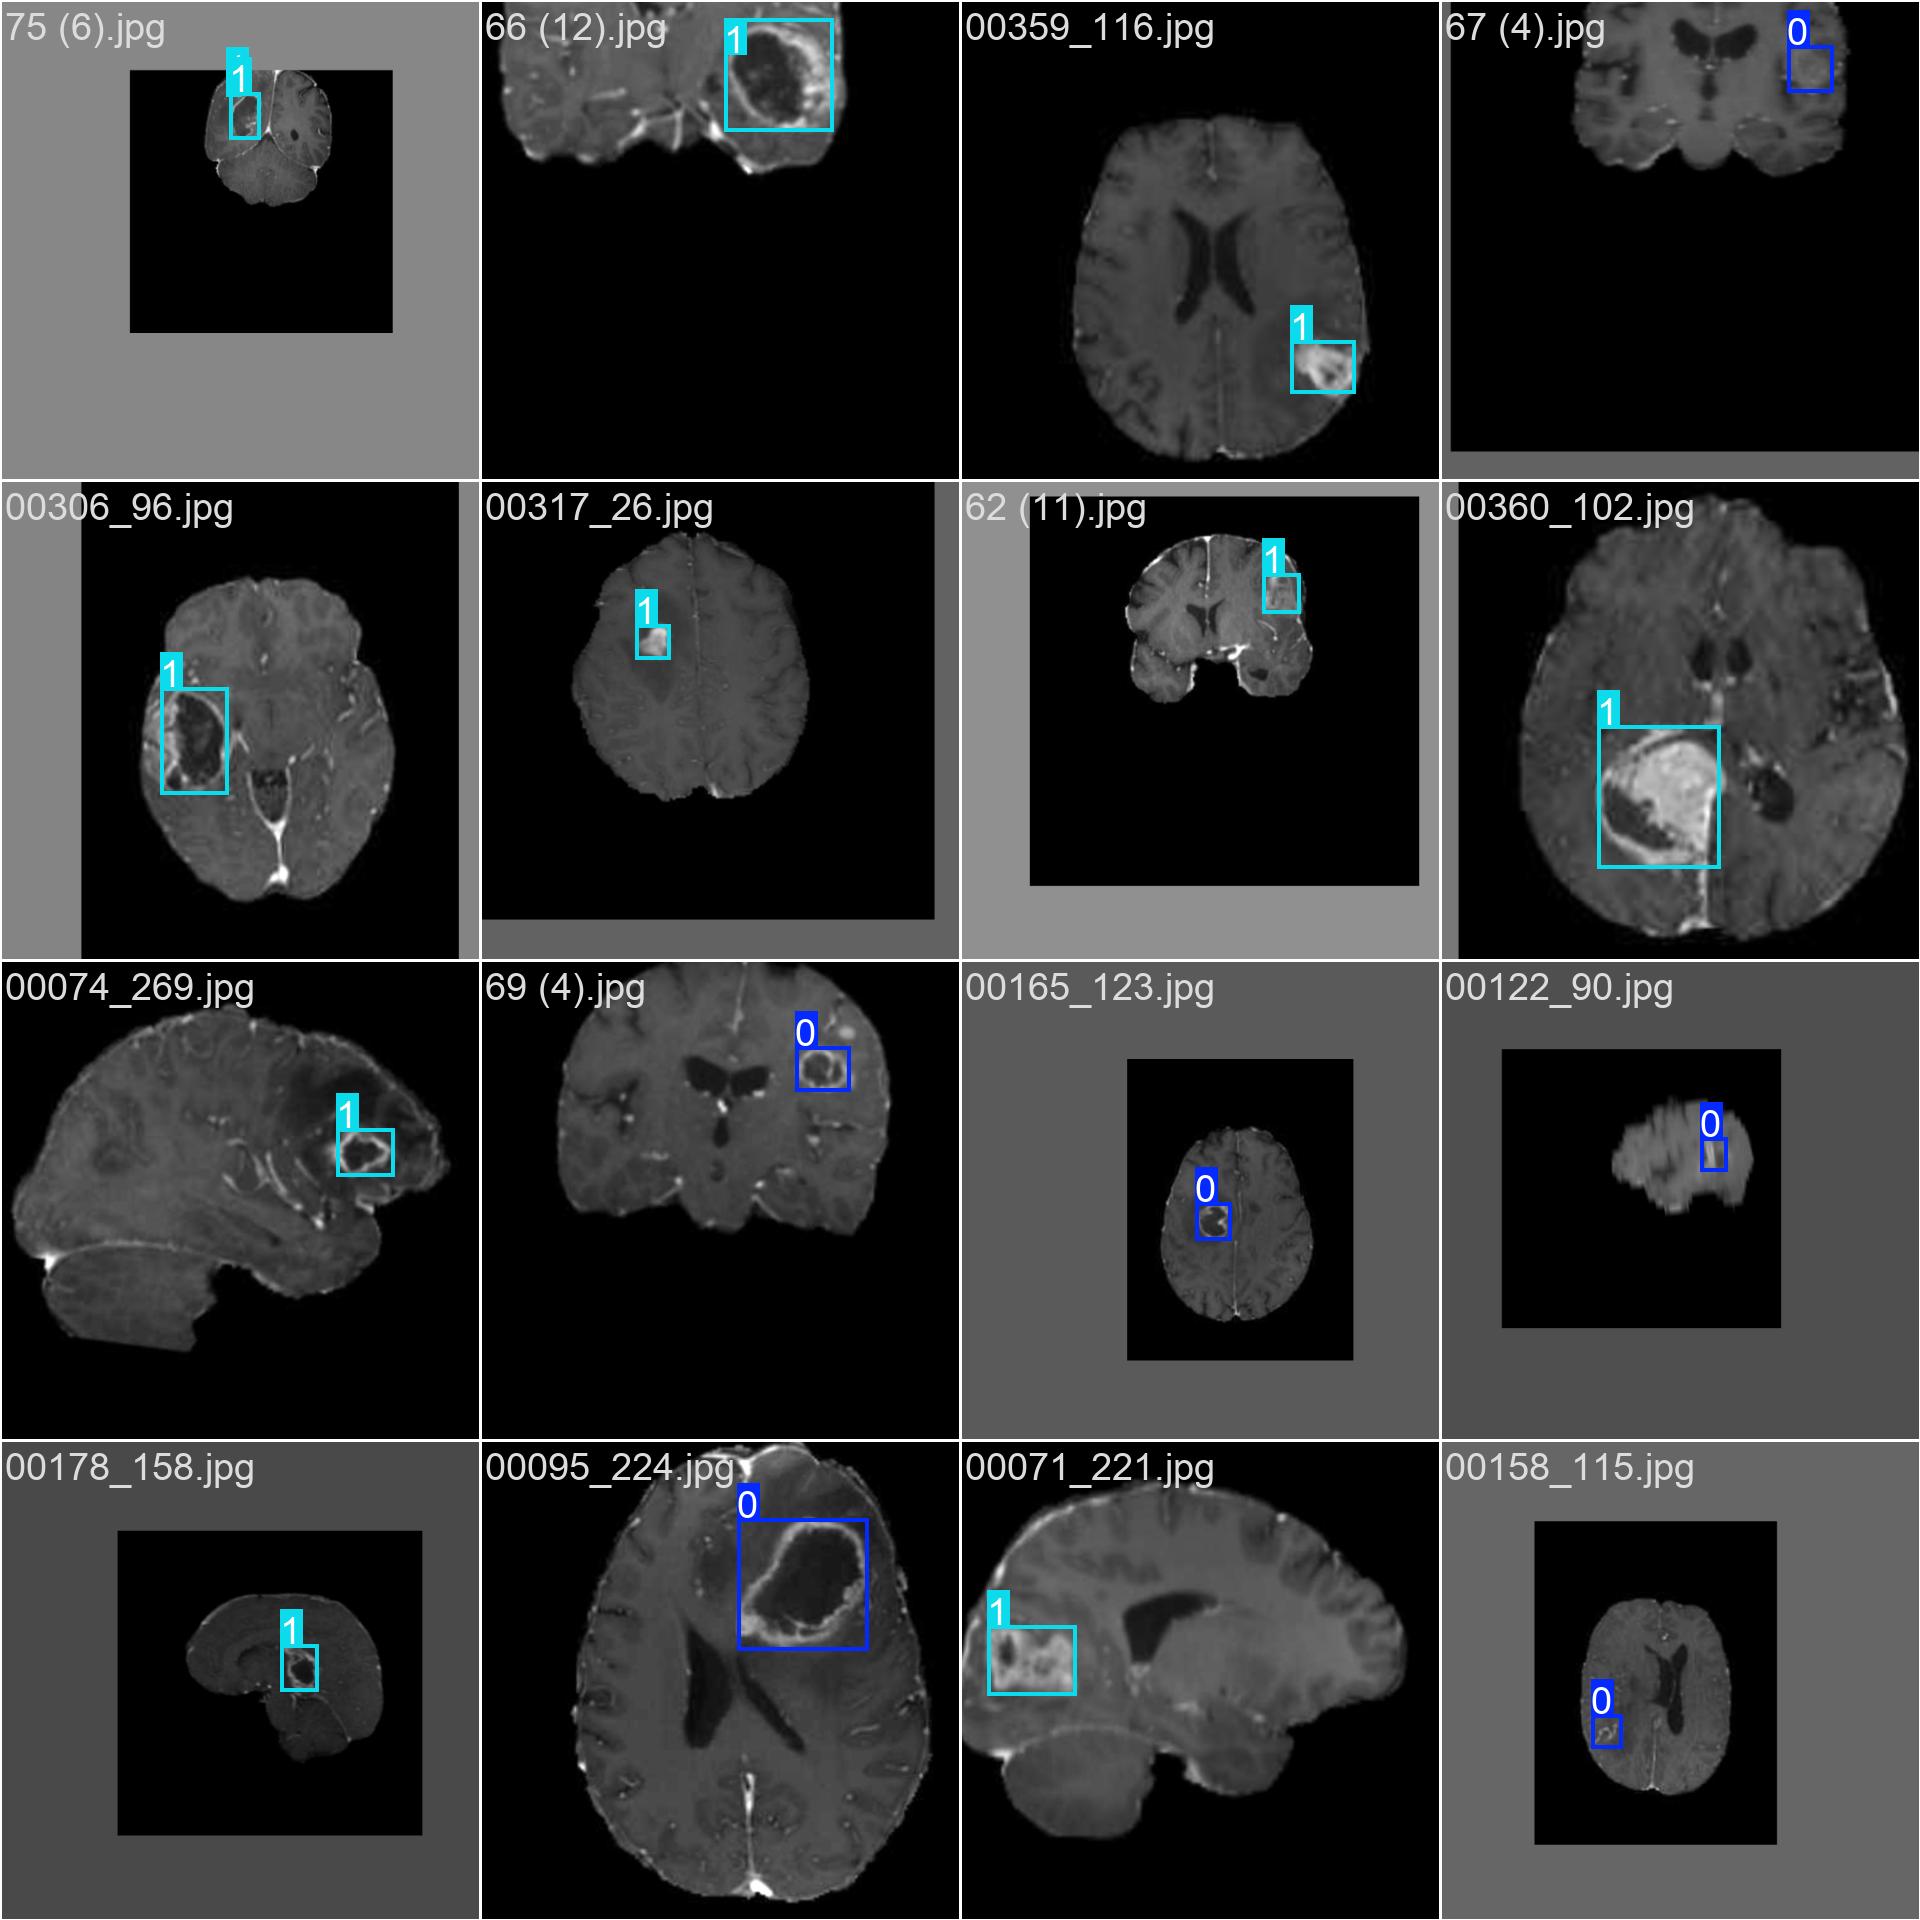 75 (6).jpg
1
66 (12).jpg
1
00359_116.jpg
1
67 (4).jpg
0
00306_96.jpg
1
00317_26.jpg
1
62 (11).jpg
1
00360_102.jpg
1
00074_269.jpg
1
69 (4).jpg
0
00165_123.jpg
0
00122_90.jpg
0
00178_158.jpg
1
00095_224.jpg
0
00071_221.jpg
1
00158_115.jpg
0